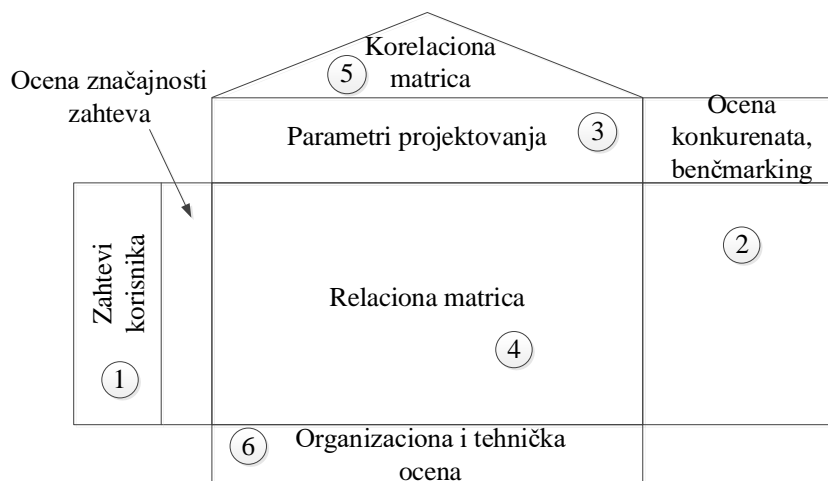 Korelaciona
matrica
5
Ocena značajnosti
zahteva
Parametri projektovanja
3
Ocena
konkurenata,
benčmarking
2
Zahtevi
korisnika
1
Relaciona matrica
4
6
Organizaciona i tehnička
ocena